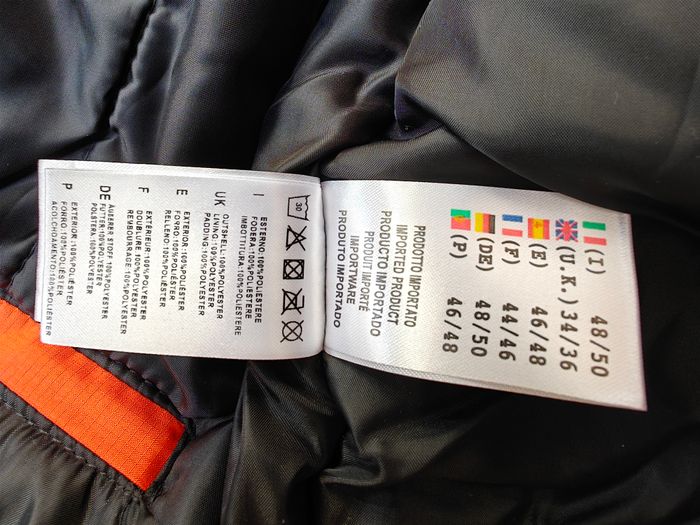 (I) 48/50
(U.K.)34/36
(E) 46/48
(F) 44/46
(DE) 48/50
(P) 46/48
PRODOTTO IMPORTATO
IMPORTED PRODUCT
PRODUCTO IMPORTADO
PRODUIT IMPORTÉ
IMPORTWARE
PRODUTO IMPORTADO
30
I ESTERNO:100%POLIESTERE
FODERA:100%POLIESTERE
IMBOTTITURA:100%POLIESTERE
UK OUTSHELL:100%POLYESTER
LIVING:100%POLYESTER
PADDING:100%POLYESTER
E EXTERIOR:100%POLIÉSTER
FORRO:100%POLIÉSTER
RELLENO:100%POLIÉSTER
F EXTÉRIEUR:100%POLYESTER
DOUBLURE:100%POLYESTER
REMBOURRAGE:100%POLYESTER
DE ÄUSSERER STOFF:100%POLYESTER
FUTTER:100%POLYESTER
POLSTERN:100%POLYESTER
P EXTERIOR:100%POLIÉSTER
FORRO:100%POLIÉSTER
ACOLCHOAMENTO:100%POLIÉSTER